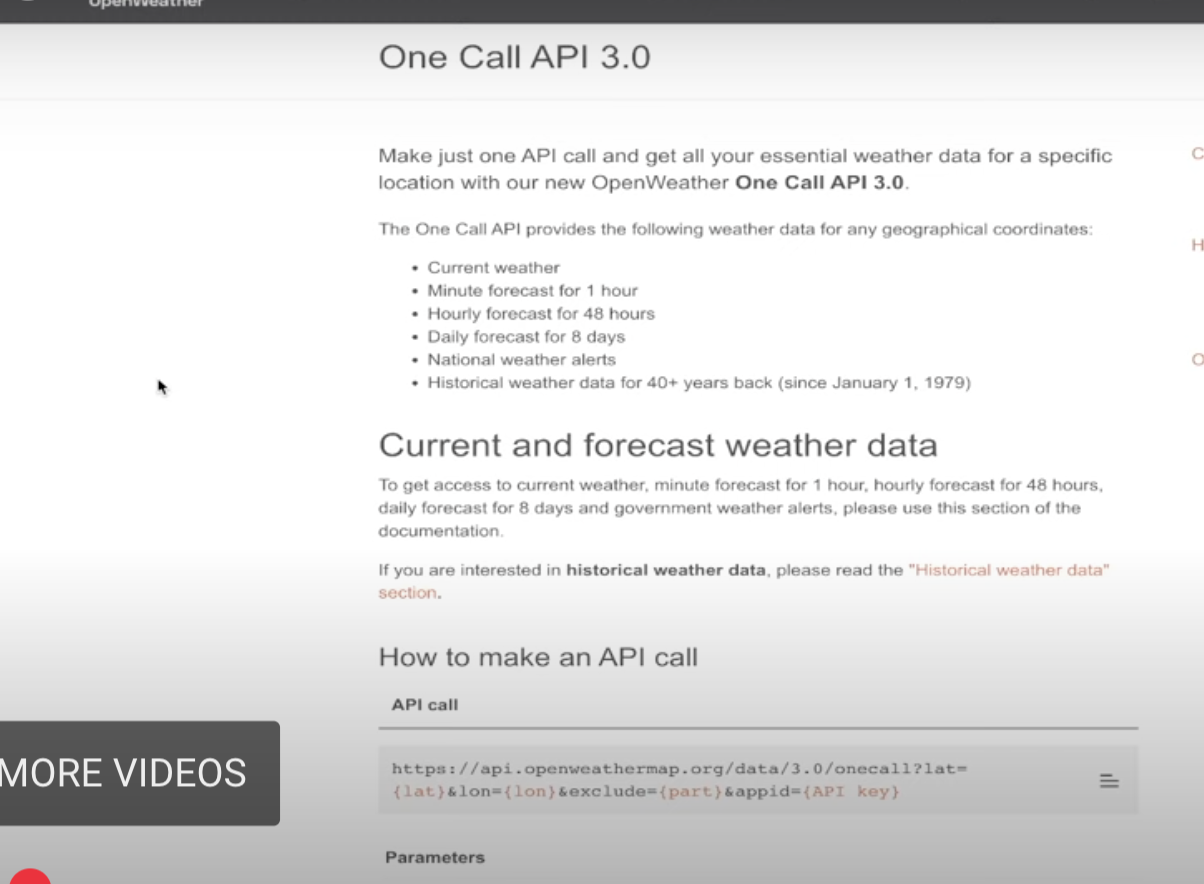 OpenWeather
One Call API 3.0
Make just one API call and get all your essential weather data for a specific
location with our new OpenWeather One Call API 3.0.
The One Call API provides the following weather data for any geographical coordinates:
• Current weather
• Minute forecast for 1 hour
• Hourly forecast for 48 hours
• Daily forecast for 8 days
• National weather alerts
• Historical weather data for 40+ years back (since January 1, 1979)
Current and forecast weather data
To get access to current weather, minute forecast for 1 hour, hourly forecast for 48 hours,
daily forecast for 8 days and government weather alerts, please use this section of the
documentation.
If you are interested in historical weather data, please read the "Historical weather data"
section.
How to make an API call
API call
https://api.openweathermap.org/data/3.0/onecall?lat=
{lat}&lon={lon}&exclude={part}&appid={API key}
MORE VIDEOS
Parameters